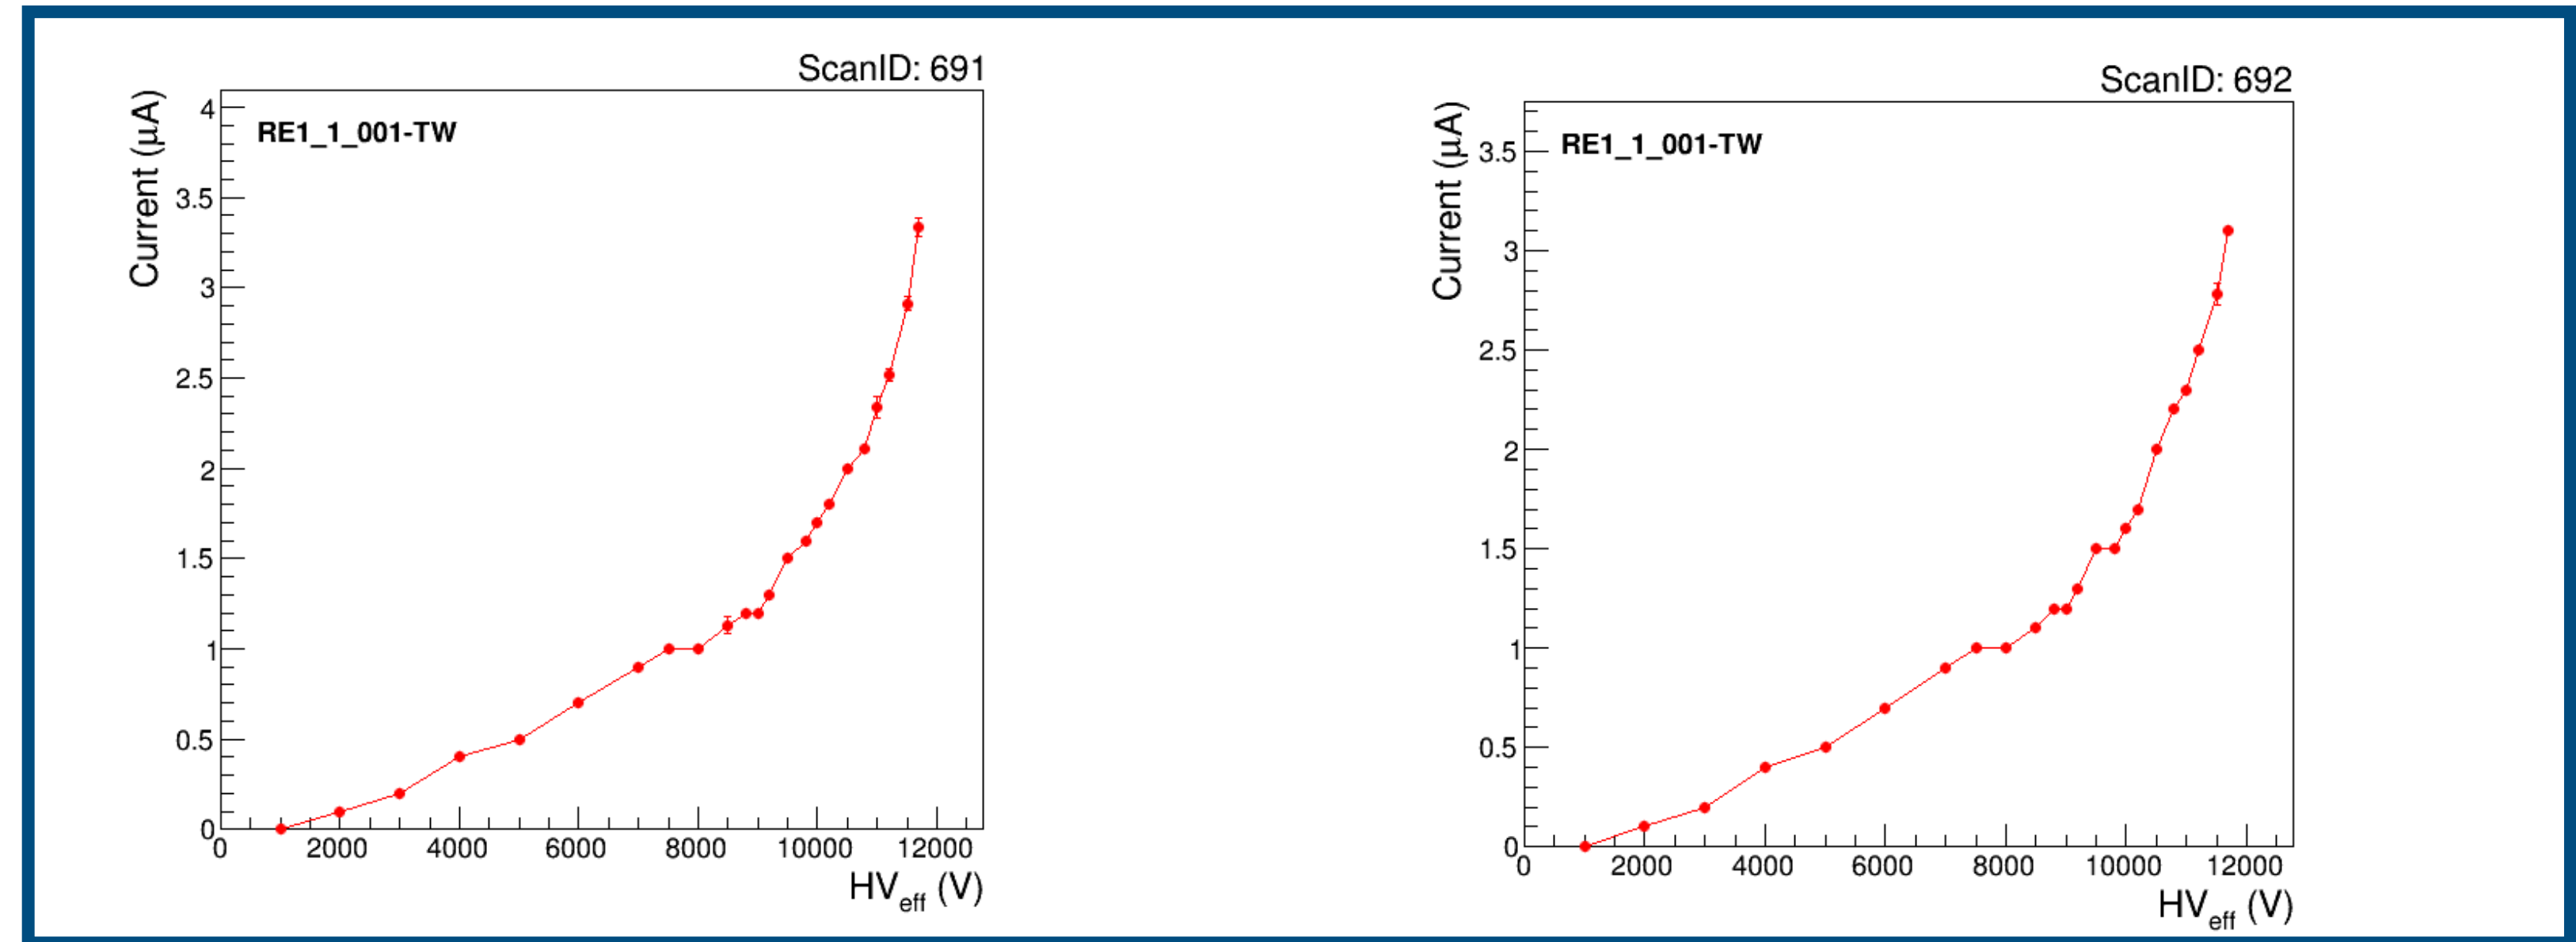 ScanID: 691
Current (μA)
RE1_1_001-TW
4
3.5
3
2.5
2
1.5
1
0.5
0
0 2000 4000 6000 8000 10000 12000
HVeff (V)
ScanID: 692
Current (μA)
RE1_1_001-TW
3.5
3
2.5
2
1.5
1
0.5
0
0 2000 4000 6000 8000 10000 12000
HVeff (V)